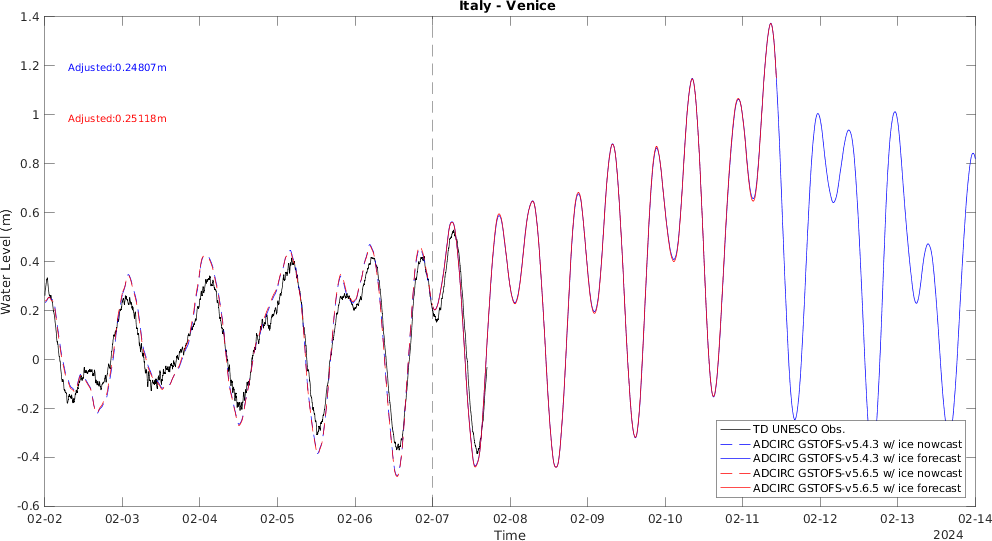 Italy - Venice
1.4
1.2
1
0.8
0.6
0.4
0.2
0
-0.2
-0.4
-0.6
Water Level (m)
Adjusted:0.24807m
Adjusted:0.25118m
TD UNESCO Obs.
ADCIRC GSTOFS-v5.4.3 w/ ice nowcast
ADCIRC GSTOFS-v5.4.3 w/ ice forecast
ADCIRC GSTOFS-v5.6.5 w/ ice nowcast
ADCIRC GSTOFS-v5.6.5 w/ ice forecast
02-02 02-03 02-04 02-05 02-06 02-07 02-08 02-09 02-10 02-11 02-12 02-13 02-14
Time
2024